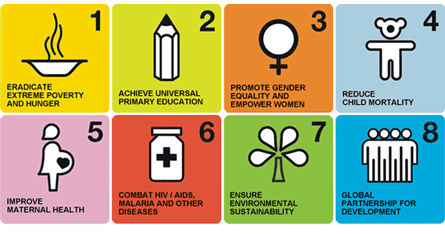 1
ERADICATE
EXTREME POVERTY
AND HUNGER
2
ACHIEVE UNIVERSAL
PRIMARY EDUCATION
3
PROMOTE GENDER
EQUALITY AND
EMPOWER WOMEN
4
REDUCE
CHILD MORTALITY
5
IMPROVE
MATERNAL HEALTH
6
COMBAT HIV / AIDS,
MALARIA AND OTHER
DISEASES
7
ENSURE
ENVIRONMENTAL
SUSTAINABILITY
8
GLOBAL
PARTNERSHIP FOR
DEVELOPMENT